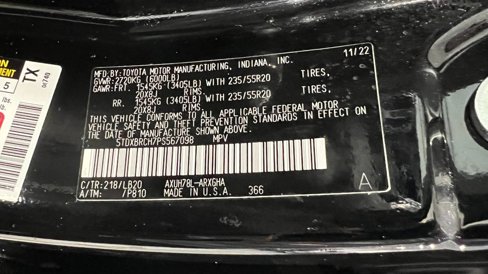 11/22
MFD.BY:TOYOTA MOTOR MANUFACTURING, INDIANA, INC.
GVWR:2720KG (6000LB)
GAWR:FRT. 1545KG (3405LB) WITH 235/55R20 TIRES,
20X8J RIMS
RR. 1545KG (3405LB) WITH 235/55R20 TIRES,
20X8J RIMS
THIS VEHICLE CONFORMS TO ALL APPLICABLE FEDERAL MOTOR
VEHICLE SAFETY AND THEFT PREVENTION STANDARDS IN EFFECT
ON THE DATE OF MANUFACTURE SHOWN ABOVE.
5TDXBRCH7PS567098 MPV
C/TR:218/LB20 AXUH78L-ARXGHA
A/TM: /P810 MADE IN U.S.A. 366
A
TX
5
lbs.